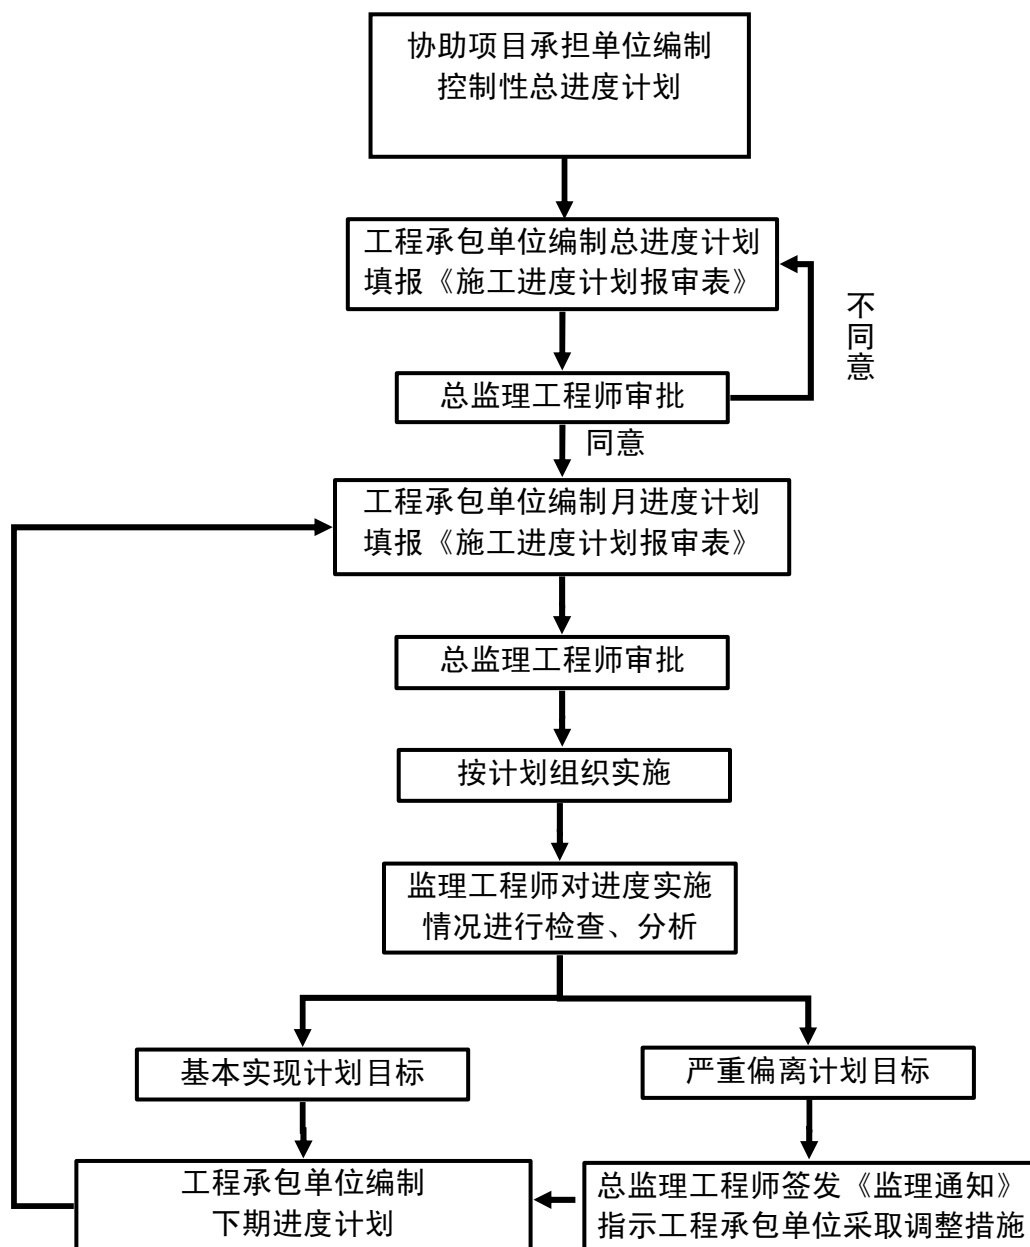 协助项目承担单位编制
控制性总进度计划
工程承包单位编制总进度计划
填报《施工进度计划报审表》
不同意
总监理工程师审批
同意
工程承包单位编制月进度计划
填报《施工进度计划报审表》
总监理工程师审批
按计划组织实施
监理工程师对进度实施
情况进行检查、分析
基本实现计划目标
严重偏离计划目标
工程承包单位编制
下期进度计划
总监理工程师签发《监理通知》
指示工程承包单位采取调整措施